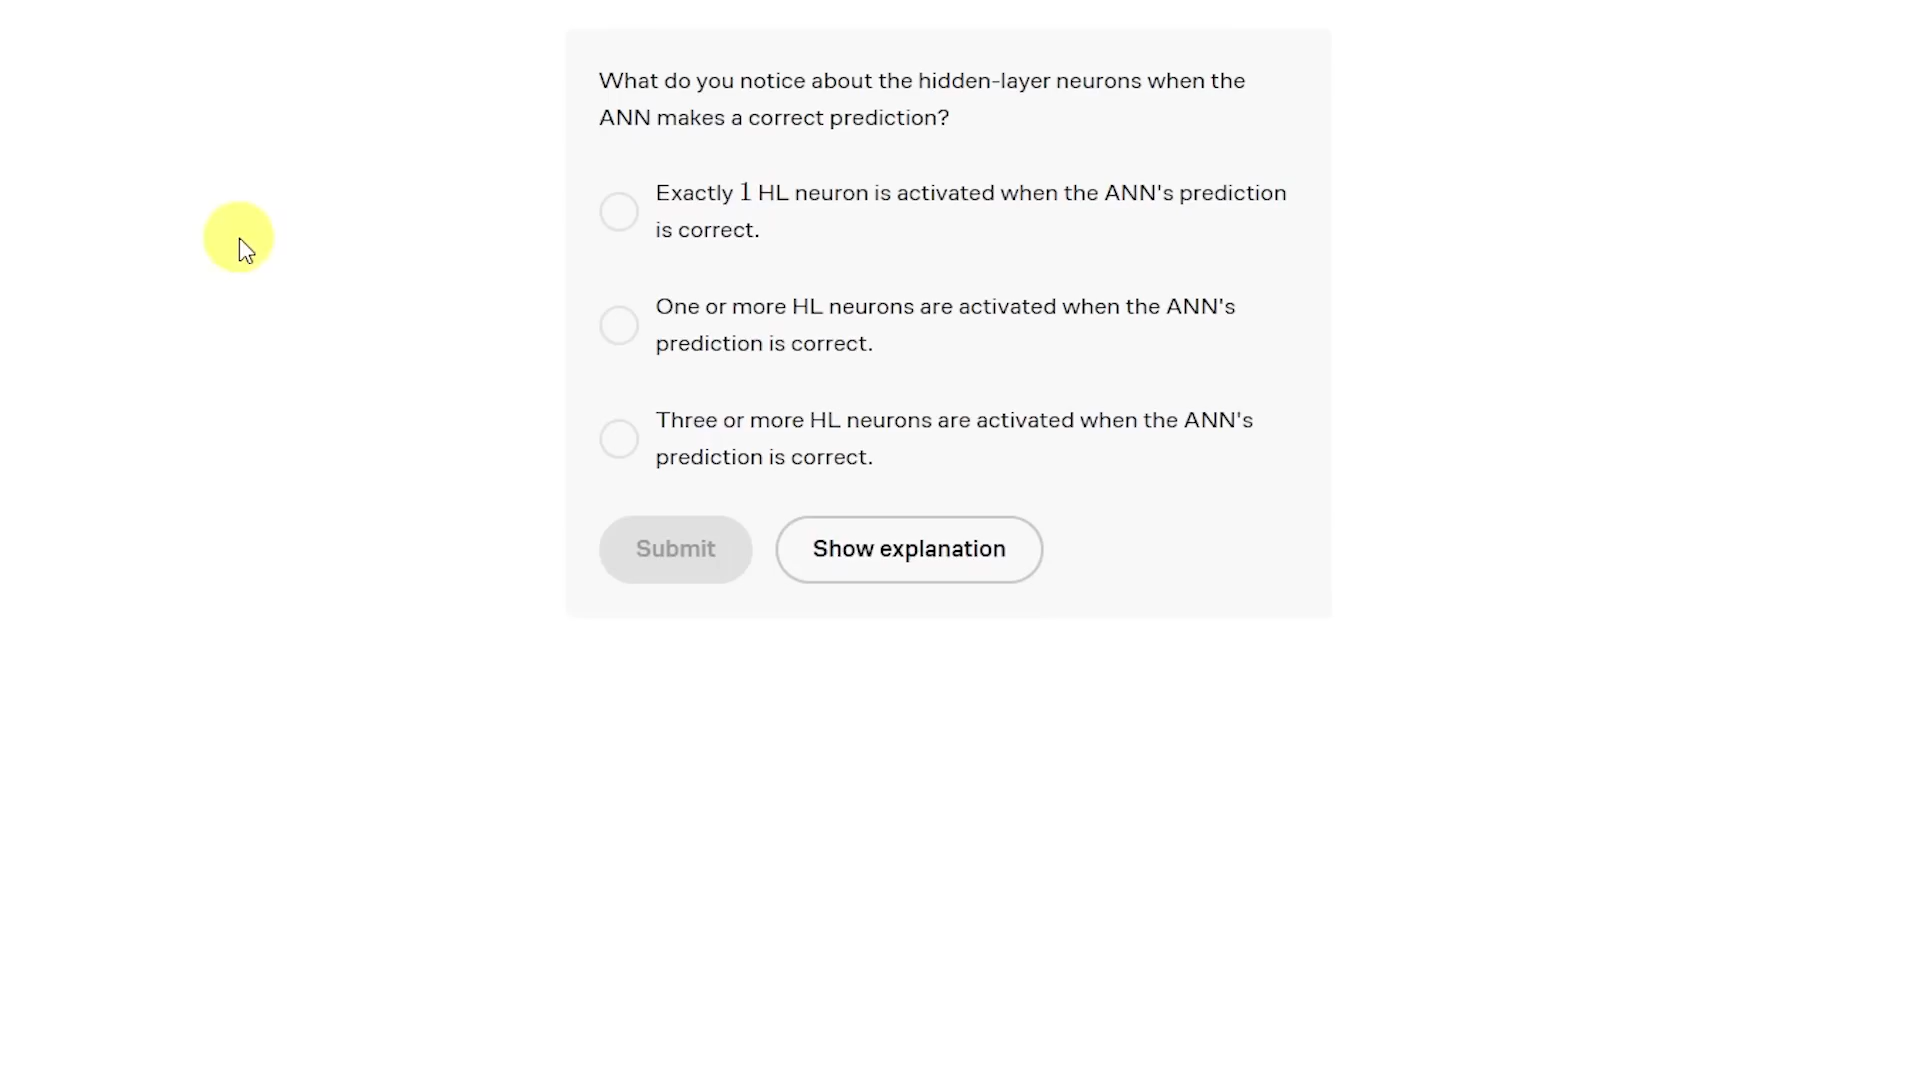 What do you notice about the hidden-layer neurons when the
ANN makes a correct prediction?
Exactly 1 HL neuron is activated when the ANN's prediction
is correct.
One or more HL neurons are activated when the ANN's
prediction is correct.
Three or more HL neurons are activated when the ANN's
prediction is correct.
Submit
Show explanation